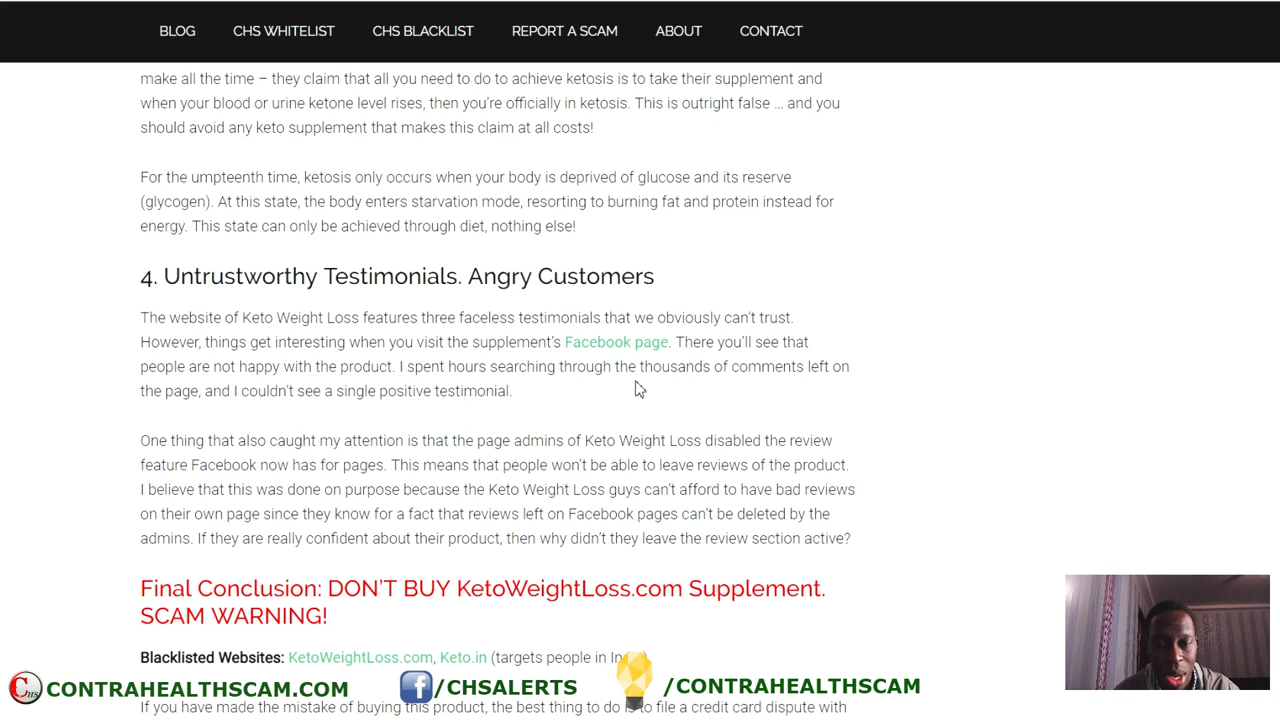 BLOG CHS WHITELIST CHS BLACKLIST REPORT A SCAM ABOUT CONTACT
make all the time – they claim that all you need to do to achieve ketosis is to take their supplement and
when your blood or urine ketone level rises, then you're officially in ketosis. This is outright false … and you
should avoid any keto supplement that makes this claim at all costs!
For the umpteenth time, ketosis only occurs when your body is deprived of glucose and its reserve
(glycogen). At this state, the body enters starvation mode, resorting to burning fat and protein instead for
energy. This state can only be achieved through diet, nothing else!
4. Untrustworthy Testimonials. Angry Customers
The website of Keto Weight Loss features three faceless testimonials that we obviously can't trust.
However, things get interesting when you visit the supplement's Facebook page. There you'll see that
people are not happy with the product. I spent hours searching through the thousands of comments left on
the page, and I couldn't see a single positive testimonial.
One thing that also caught my attention is that the page admins of Keto Weight Loss disabled the review
feature Facebook now has for pages. This means that people won't be able to leave reviews of the product.
I believe that this was done on purpose because the Keto Weight Loss guys can't afford to have bad reviews
on their own page since they know for a fact that reviews left on Facebook pages can't be deleted by the
admins. If they are really confident about their product, then why didn't they leave the review section active?
Final Conclusion: DON'T BUY KetoWeightLoss.com Supplement.
SCAM WARNING!
Blacklisted Websites: KetoWeightLoss.com, Keto.in (targets people in
CHS CONTRAHEALTHSCAM.COM f/CHSALERTS /CONTRAHEALTHSCAM
If you have made the mistake of buying this product, the best thing to do is to file a credit card dispute with